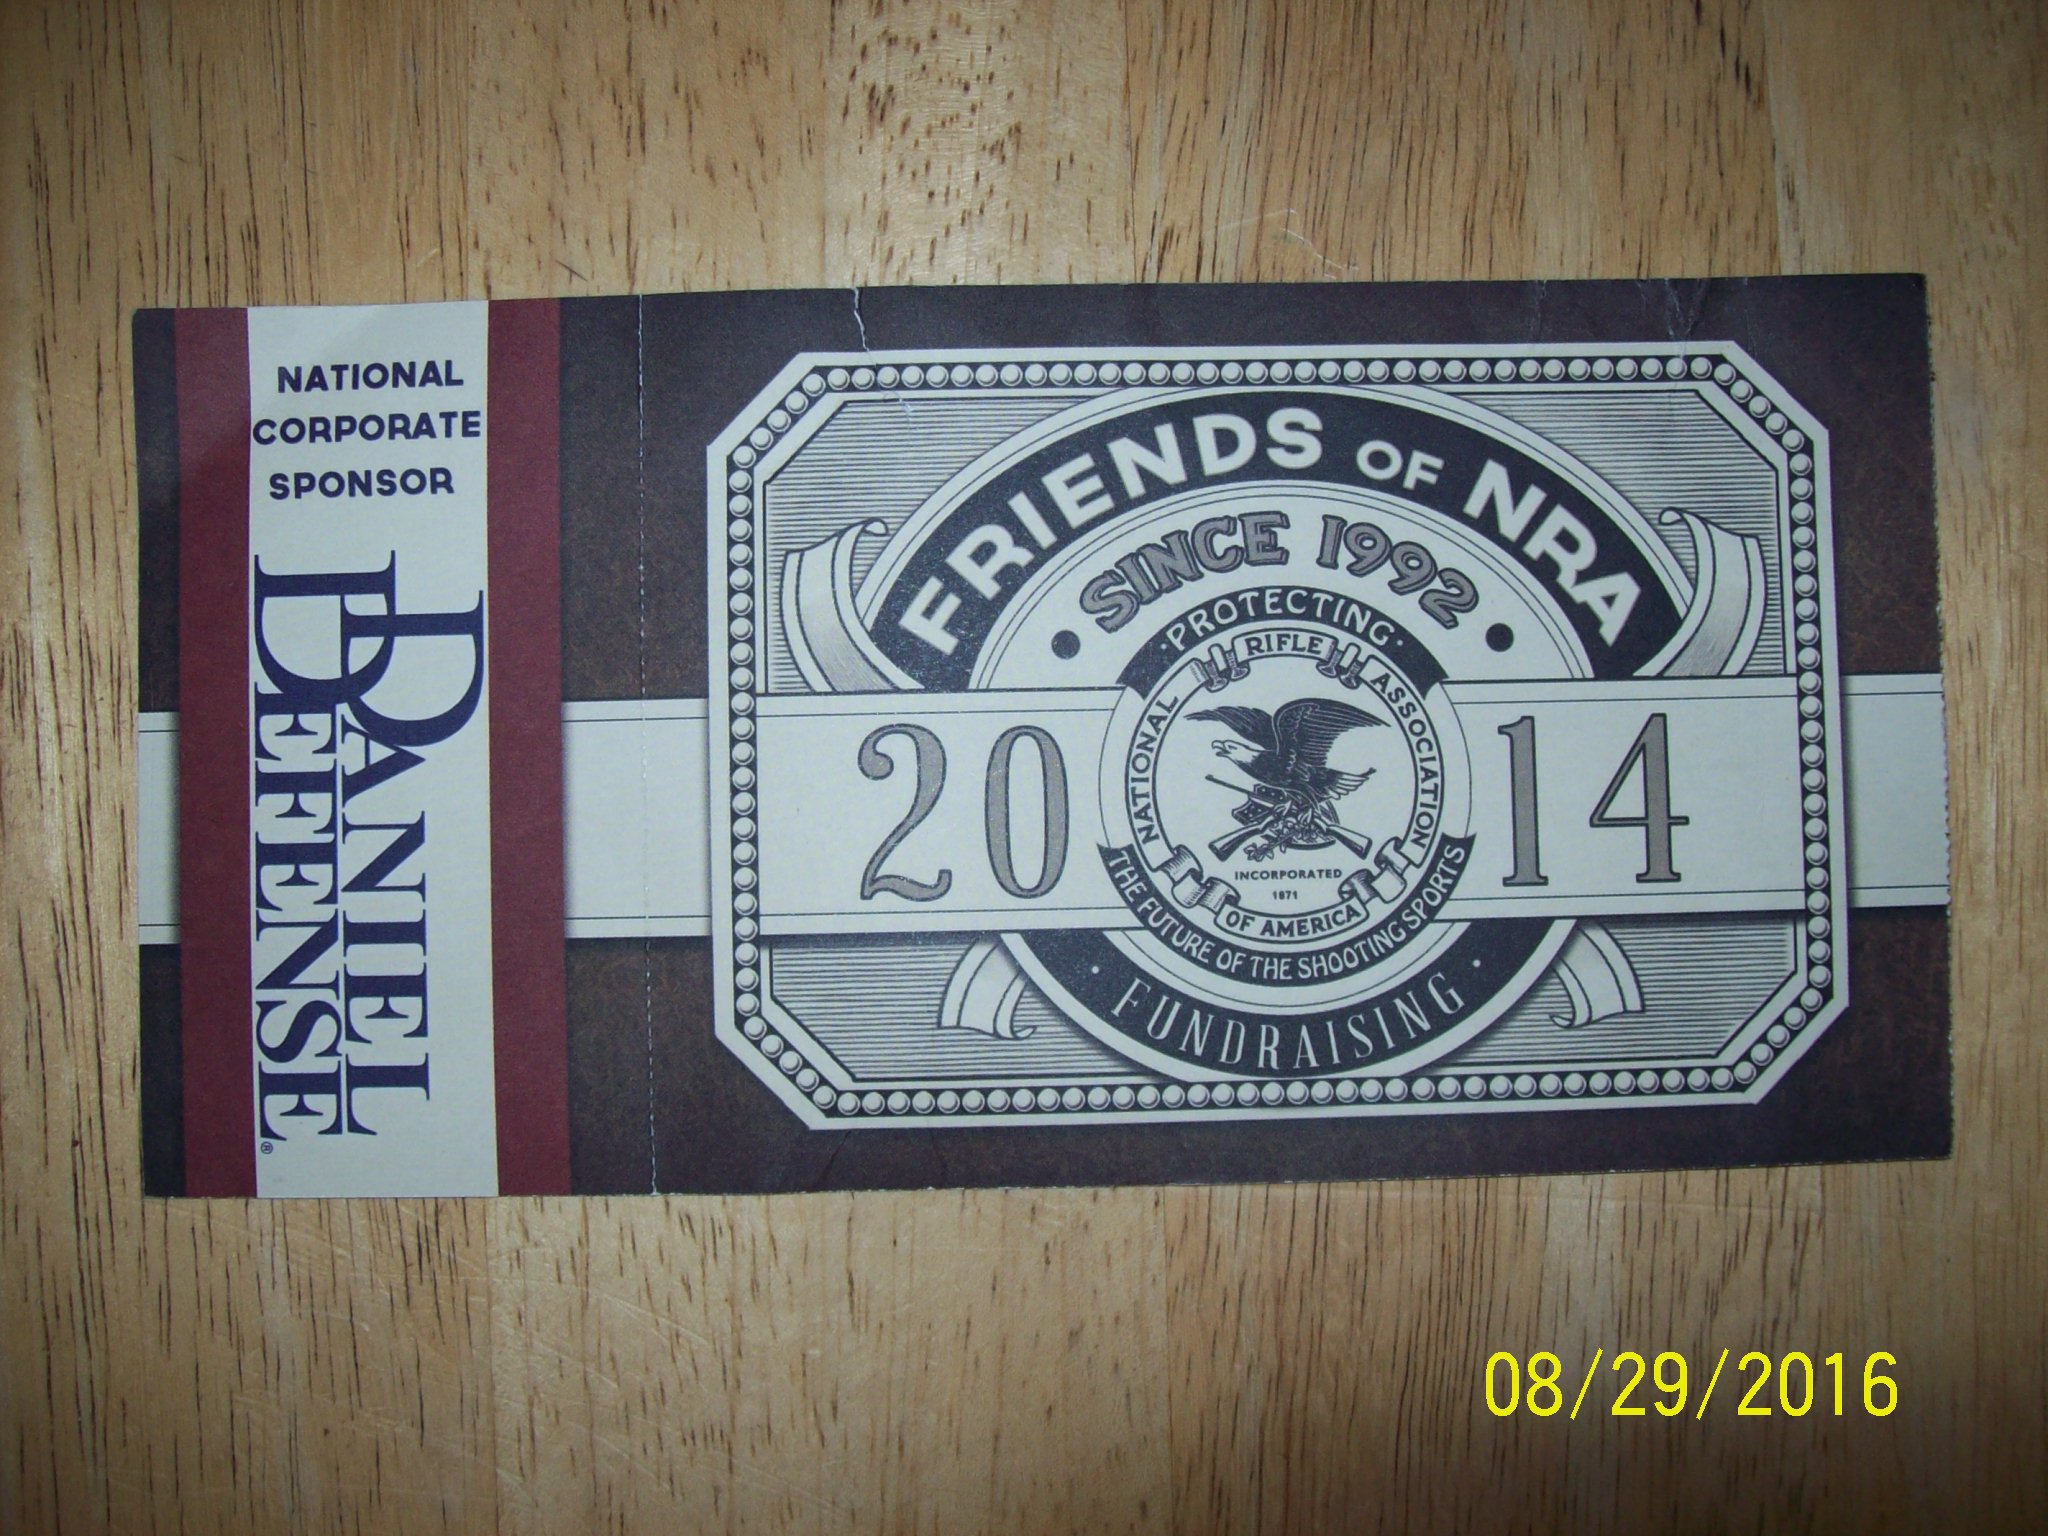 NATIONAL
CORPORATE
SPONSOR
DANIEL
DEFENSE®
FRIENDS OF NRA
• SINCE 1992 •
·PROTECTING·
NATIONAL RIFLE ASSOCIATION
20 14
INCORPORATED
1871
OF AMERICA
THE FUTURE OF THE SHOOTING SPORTS
· FUNDRAISING ·
08/29/2016